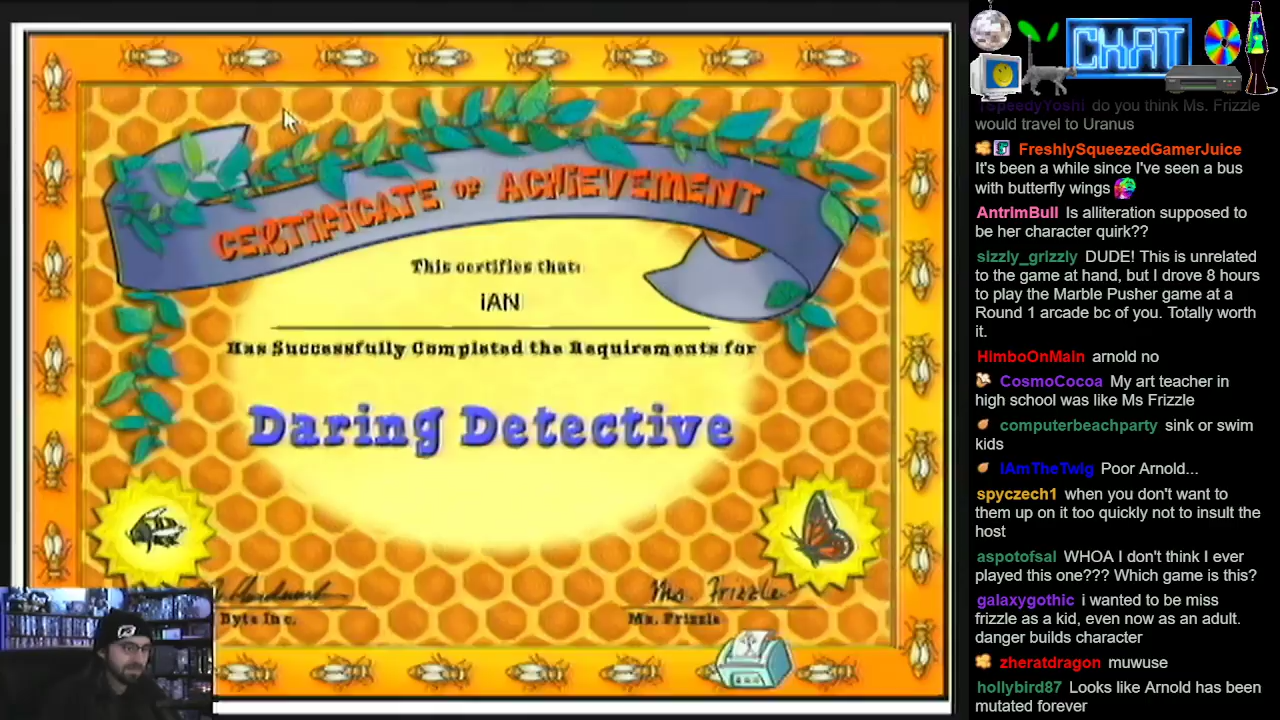 CERTIFICATE OF ACHIEVEMENT
This certifies that:
IAN
Has Successfully Completed the Requirements for
Daring Detective
Byte Inc.
Ms. Frizzle
Ms. Frizzle
CHAT
do you think Ms. Frizzle
would travel to Uranus
FreshlySqueezedGamerJuice
It's been a while since I've seen a bus
with butterfly wings
AntrimBull Is alliteration supposed to
be her character quirk??
sizzly_grizzly DUDE! This is unrelated
to the game at hand, but I drove 8 hours
to play the Marble Pusher game at a
Round 1 arcade bc of you. Totally worth
it.
HimboOnMain arnold no
CosmoCocoa My art teacher in
high school was like Ms Frizzle
computerbeachparty sink or swim
kids
IAmTheTwig Poor Arnold...
spyczech1 when you don't want to
them up on it too quickly not to insult the
host
aspotofsal WHOA I don't think I ever
played this one??? Which game is this?
galaxygothic i wanted to be miss
frizzle as a kid, even now as an adult.
danger builds character
zheratdragon muwuse
hollybird87 Looks like Arnold has been
mutated forever